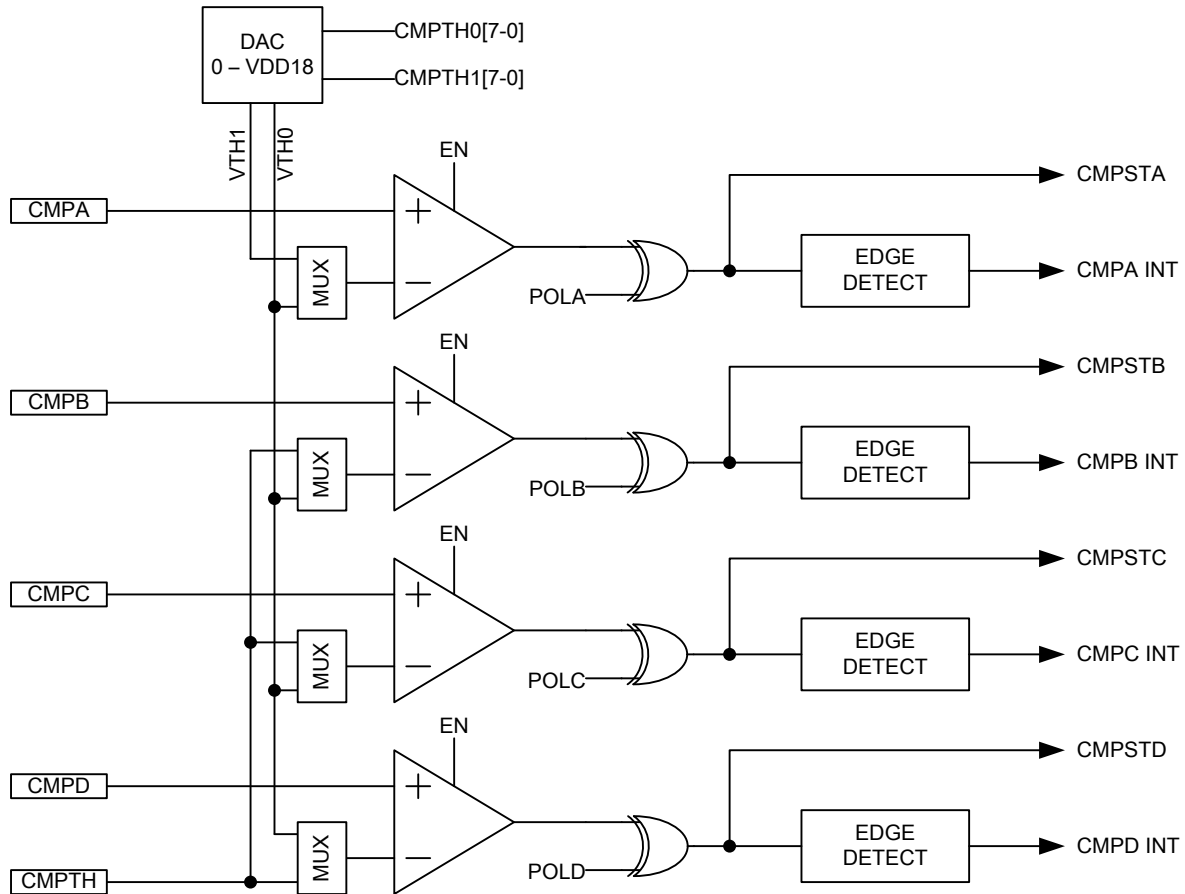 DAC
0 – VDD18
CMPTH0[7-0]
CMPTH1[7-0]
VTH1
VTH0
EN
CMPSTA
CMPA
+
MUX
–
POLA
EDGE
DETECT
CMPA INT
EN
CMPSTB
CMPB
+
MUX
–
POLB
EDGE
DETECT
CMPB INT
EN
CMPSTC
CMPC
+
MUX
–
POLC
EDGE
DETECT
CMPC INT
EN
CMPSTD
CMPD
+
MUX
–
POLD
EDGE
DETECT
CMPD INT
CMPTH